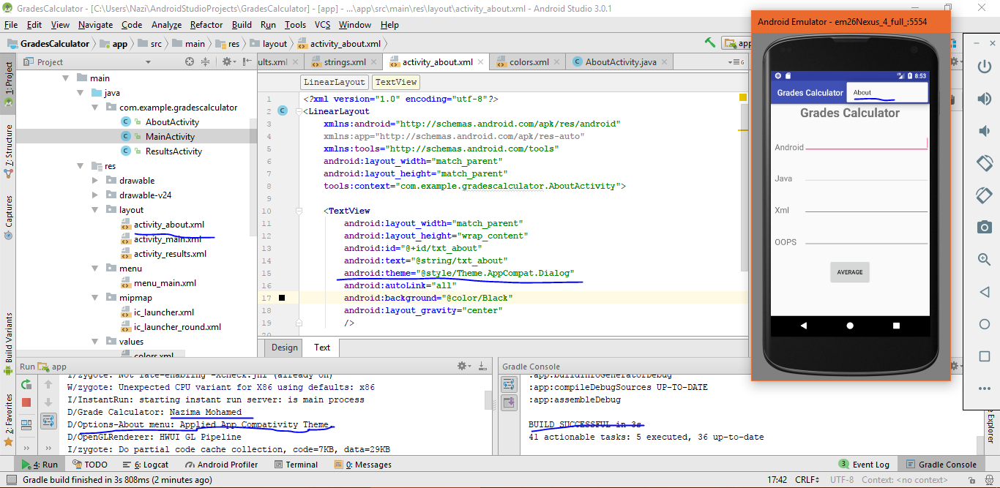 GradesCalculator - [C:\Users\Nazi\AndroidStudioProjects\GradesCalculator] - [app] - ...\app\src\main\res\layout\activity_about.xml - Android Studio 3.0.1
File Edit View Navigate Code Analyze Refactor Build Run Tools VCS Window Help
GradesCalculator app src main res layout activity_about.xml
app
Project
ults.xml strings.xml activity_about.xml colors.xml AboutActivity.java
6
1: Project
7: Structure
Captures
Build Variants
2: Favorites
main
java
com.example.gradescalculator
AboutActivity
MainActivity
ResultsActivity
res
drawable
drawable-v24
layout
activity_about.xml
activity_main.xml
activity_results.xml
menu
menu_main.xml
mipmap
ic_launcher.xml
ic_launcher_round.xml
values
colors.xml
LinearLayout TextView
1 <?xml version="1.0" encoding="utf-8"?>
2 <LinearLayout
3 xmlns:android="http://schemas.android.com/apk/res/android"
4 xmlns:app="http://schemas.android.com/apk/res-auto"
5 xmlns:tools="http://schemas.android.com/tools"
6 android:layout_width="match_parent"
7 android:layout_height="match_parent"
8 tools:context="com.example.gradescalculator.AboutActivity">
9
10 <TextView
11 android:layout_width="match_parent"
12 android:layout_height="wrap_content"
13 android:id="@+id/txt_about"
14 android:text="@string/txt_about"
15 android:theme="@style/Theme.AppCompat.Dialog"
16 android:autoLink="all"
17 android:background="@color/Black"
18 android:layout_gravity="center"
19 />
20
Design Text
Android Emulator - em26Nexus_4_full_:5554
8:53
Grades Calculator About
Grades Calculator
Android
Java
Xml
OOPS
AVERAGE
Run app
I/zygote: Not late-enabling -Xcheck:jni (already on)
W/zygote: Unexpected CPU variant for X86 using defaults: x86
I/InstantRun: starting instant run server: is main process
D/Grade Calculator: Nazima Mohamed
D/Options-About menu: Applied App Compativity Theme
D/OpenGLRenderer: HWUI GL Pipeline
I/zygote: Do partial code cache collection, code=7KB, data=29KB
Gradle Console
:app:buildInfoGeneratorDebug
:app:compileDebugSources UP-TO-DATE
:app:assembleDebug
BUILD SUCCESSFUL in 3s
41 actionable tasks: 5 executed, 36 up-to-date
e Explorer
4: Run TODO 6: Logcat Android Profiler Terminal 0: Messages 3 Event Log Gradle Console
Gradle build finished in 3s 808ms (2 minutes ago) 17:42 CRLF UTF-8 Context: <no context>